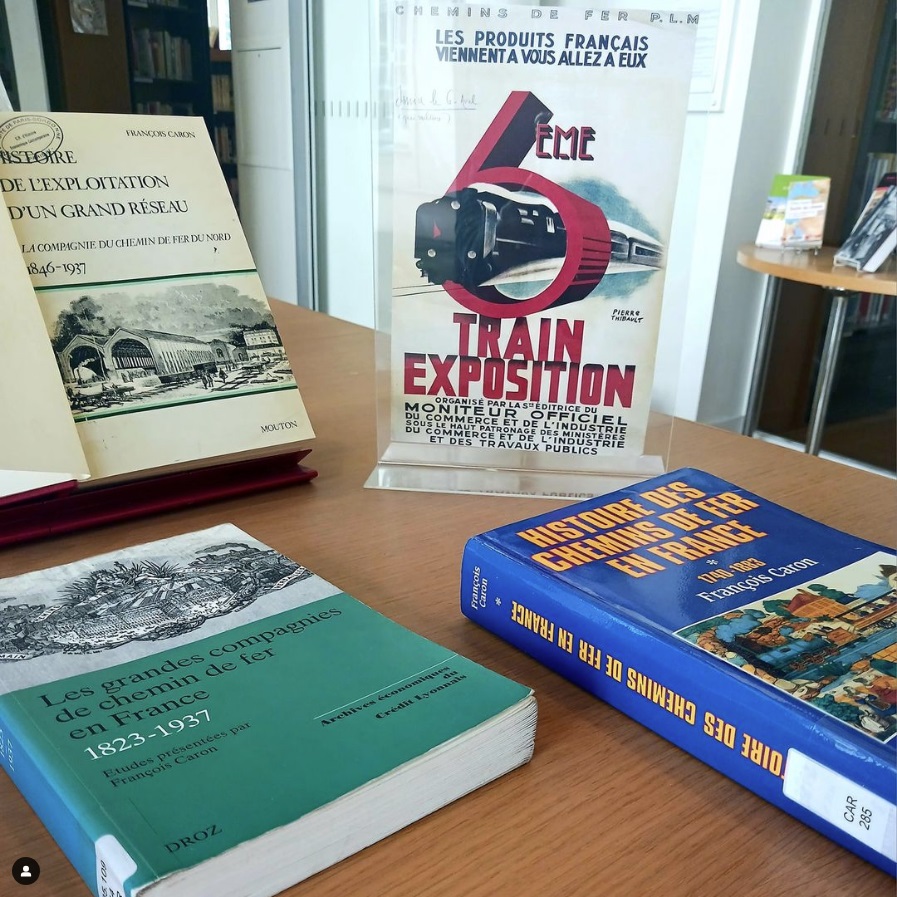 FRANÇOIS CARON
HISTOIRE
DE L'EXPLOITATION
D'UN GRAND RÉSEAU
LA COMPAGNIE DU CHEMIN DE FER DU NORD
1846-1937
MOUTON
CHEMINS DE FER P.L.M
LES PRODUITS FRANÇAIS
VIENNENT A VOUS ALLEZ A EUX
6 EME
PIERRE
THIBAULT
TRAIN
EXPOSITION
ORGANISÉ PAR LA STÉ ÉDITRICE DU
MONITEUR OFFICIEL
DU COMMERCE ET DE L'INDUSTRIE
SOUS LE HAUT PATRONAGE DES MINISTÈRES
DU COMMERCE ET DE L'INDUSTRIE
ET DES TRAVAUX PUBLICS
Les grandes compagnies
de chemin de fer
en France
1823-1937
Etudes présentées par
François Caron
Archives économiques
du
Crédit Lyonnais
DROZ
1823
1937
HISTOIRE DES
CHEMINS DE FER
EN FRANCE
*
François Caron
François
Caron
*
TOIRE DES CHEMINS DE FER EN FRANCE
CAR
285